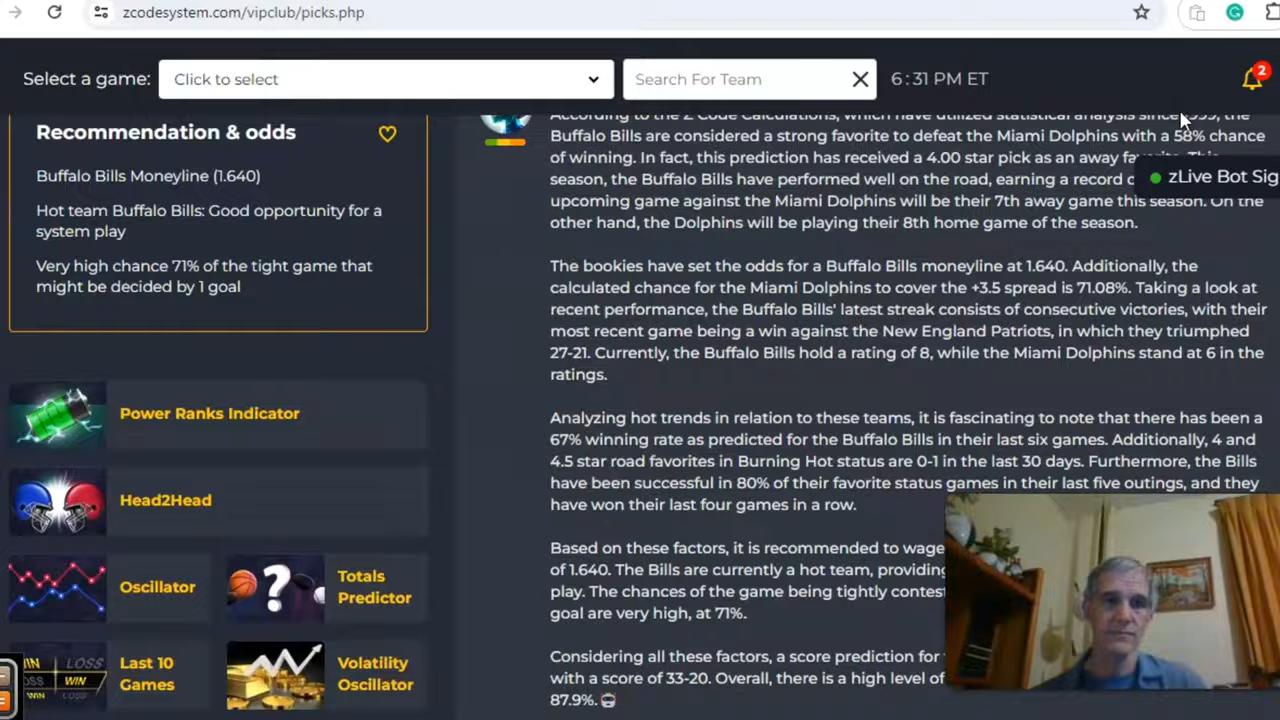 zcodesystem.com/vipclub/picks.php
Select a game:
Click to select
Search For Team
6:31 PM ET
2
Recommendation & odds
Buffalo Bills Moneyline (1.640)
Hot team Buffalo Bills: Good opportunity for a
system play
Very high chance 71% of the tight game that
might be decided by 1 goal
Power Ranks Indicator
Head2Head
Oscillator
Totals
Predictor
Last 10
Games
Volatility
Oscillator
WIN LOSS
WIN
According to the Z Code Calculations, which have utilized statistical analysis since 1999, the
Buffalo Bills are considered a strong favorite to defeat the Miami Dolphins with a 58% chance
of winning. In fact, this prediction has received a 4.00 star pick as an away favorite. This
season, the Buffalo Bills have performed well on the road, earning a record
zLive Bot Sig
upcoming game against the Miami Dolphins will be their 7th away game this season. On the
other hand, the Dolphins will be playing their 8th home game of the season.
The bookies have set the odds for a Buffalo Bills moneyline at 1.640. Additionally, the
calculated chance for the Miami Dolphins to cover the +3.5 spread is 71.08%. Taking a look at
recent performance, the Buffalo Bills' latest streak consists of consecutive victories, with their
most recent game being a win against the New England Patriots, in which they triumphed
27-21. Currently, the Buffalo Bills hold a rating of 8, while the Miami Dolphins stand at 6 in the
ratings.
Analyzing hot trends in relation to these teams, it is fascinating to note that there has been a
67% winning rate as predicted for the Buffalo Bills in their last six games. Additionally, 4 and
4.5 star road favorites in Burning Hot status are 0-1 in the last 30 days. Furthermore, the Bills
have been successful in 80% of their favorite status games in their last five outings, and they
have won their last four games in a row.
Based on these factors, it is recommended to wage
of 1.640. The Bills are currently a hot team, providing
play. The chances of the game being tightly contest
goal are very high, at 71%.
Considering all these factors, a score prediction for
with a score of 33-20. Overall, there is a high level of
87.9%.